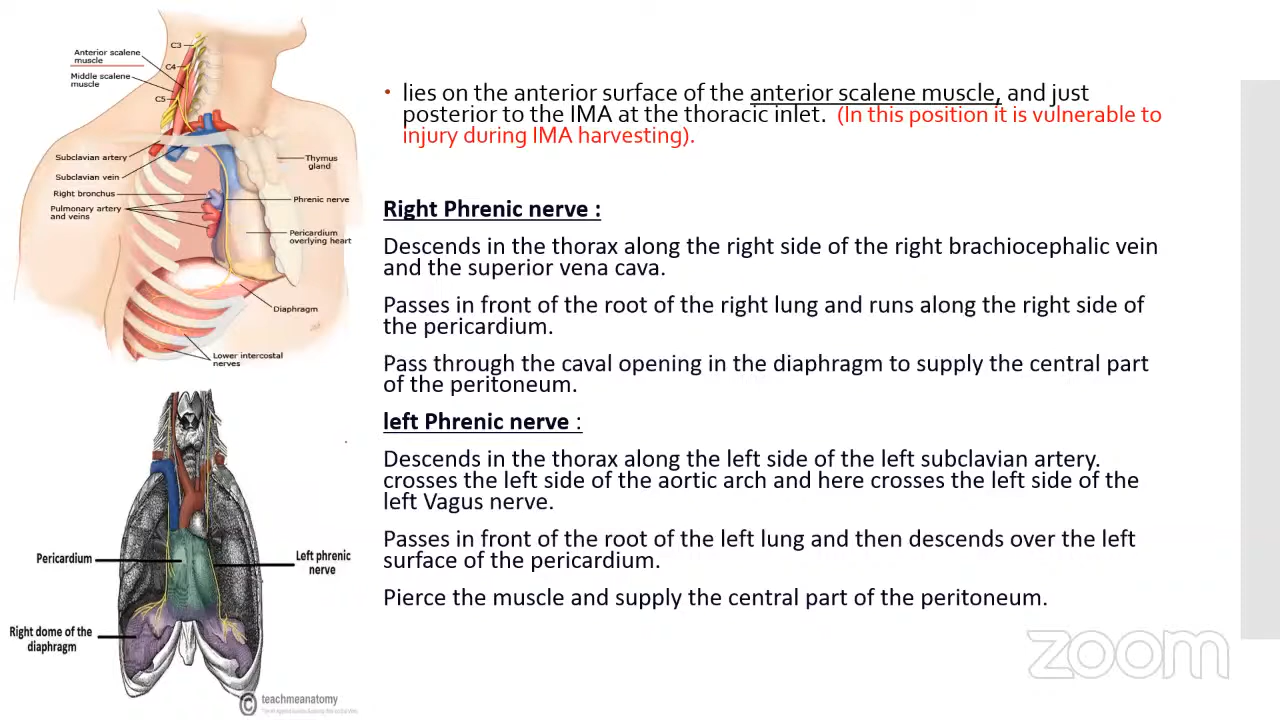 C3
Anterior scalene
muscle
C4
Middle scalene
muscle
C5
Subclavian artery
Thymus
gland
Subclavian vein
Right bronchus
Phrenic nerve
Pulmonary artery
and veins
Pericardium
overlying heart
Diaphragm
Lower intercostal
nerves
Pericardium
Left phrenic
nerve
Right dome of the
diaphragm
© teachmeanatomy
• lies on the anterior surface of the anterior scalene muscle, and just
posterior to the IMA at the thoracic inlet. (In this position it is vulnerable to
injury during IMA harvesting).
Right Phrenic nerve :
Descends in the thorax along the right side of the right brachiocephalic vein
and the superior vena cava.
Passes in front of the root of the right lung and runs along the right side of
the pericardium.
Pass through the caval opening in the diaphragm to supply the central part
of the peritoneum.
left Phrenic nerve :
Descends in the thorax along the left side of the left subclavian artery.
crosses the left side of the aortic arch and here crosses the left side of the
left Vagus nerve.
Passes in front of the root of the left lung and then descends over the left
surface of the pericardium.
Pierce the muscle and supply the central part of the peritoneum.
zoom